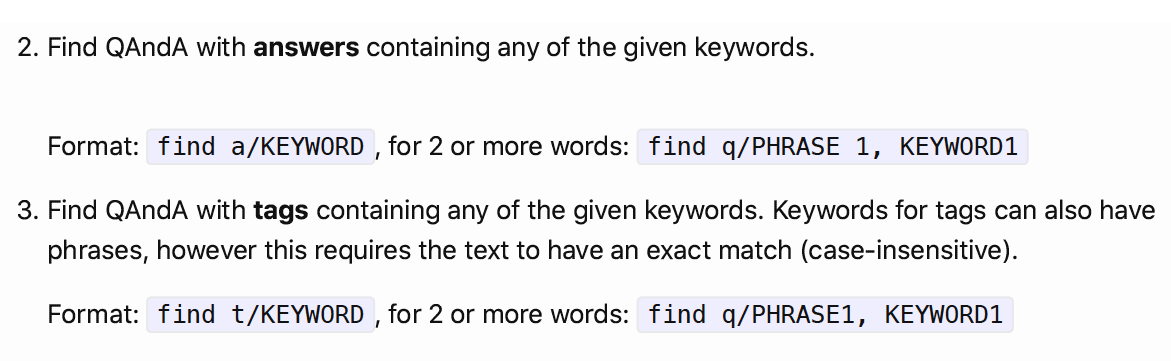 2. Find QAndA with answers containing any of the given keywords.
Format: find a/KEYWORD , for 2 or more words: find q/PHRASE 1, KEYWORD1
3. Find QAndA with tags containing any of the given keywords. Keywords for tags can also have
phrases, however this requires the text to have an exact match (case-insensitive).
Format: find t/KEYWORD , for 2 or more words: find q/PHRASE1, KEYWORD1